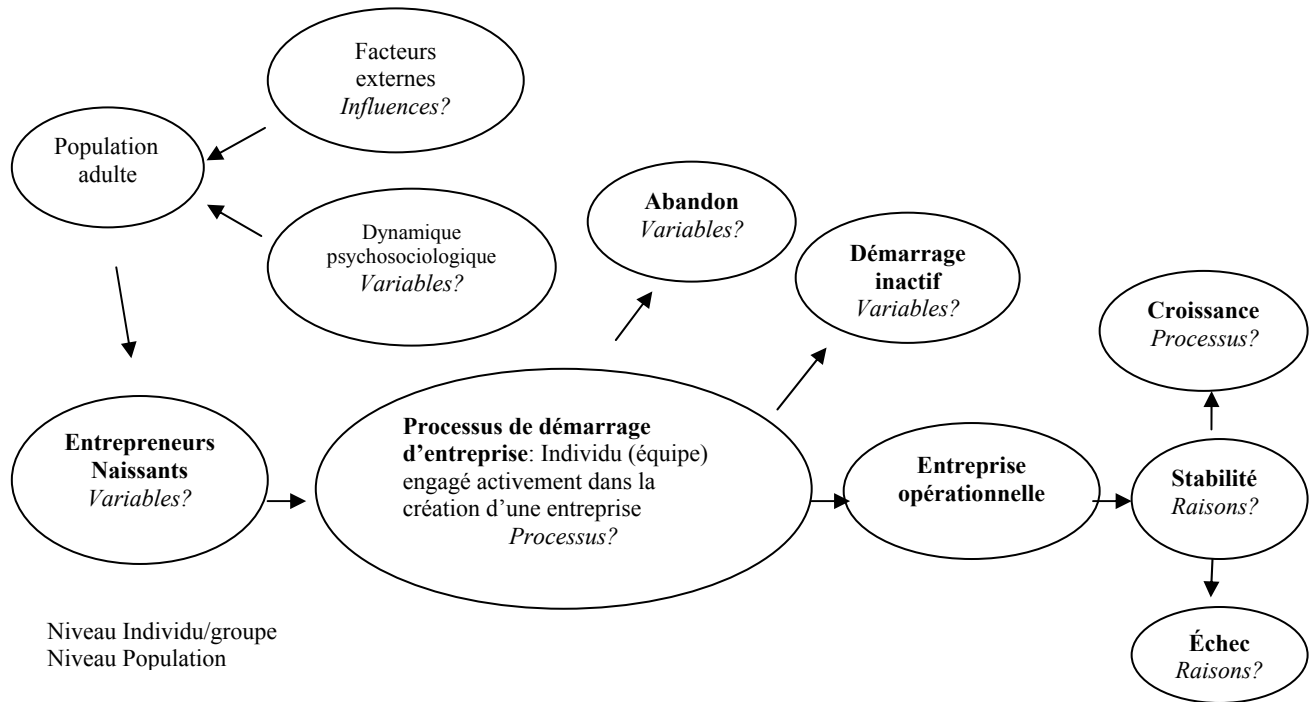 Facteurs
externes
Influences?
Population
adulte
Dynamique
psychosociologique
Variables?
Abandon
Variables?
Démarrage
inactif
Variables?
Croissance
Processus?
Entrepreneurs
Naissants
Variables?
Processus de démarrage
d’entreprise: Individu (équipe)
engagé activement dans la
création d’une entreprise
Processus?
Entreprise
opérationnelle
Stabilité
Raisons?
Échec
Raisons?
Niveau Individu/groupe
Niveau Population